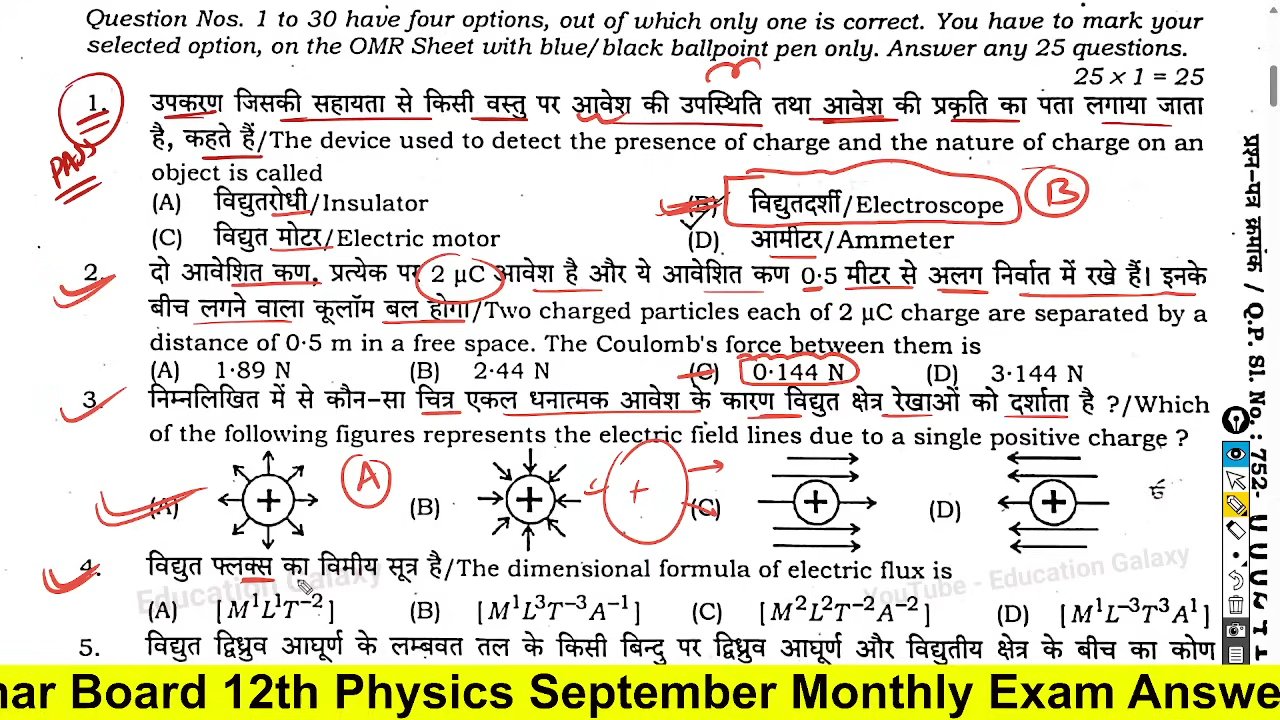 Question Nos. 1 to 30 have four options, out of which only one is correct. You have to mark your
selected option, on the OMR Sheet with blue/black ballpoint pen only. Answer any 25 questions.
25 × 1 = 25
1. उपकरण जिसकी सहायता से किसी वस्तु पर आवेश की उपस्थिति तथा आवेश की प्रकृति का पता लगाया जाता
है, कहते हैं/The device used to detect the presence of charge and the nature of charge on an
object is called
(A) विद्युतरोधी/Insulator (B) विद्युतदर्शी/Electroscope B
(C) विद्युत मोटर/Electric motor (D) आमीटर/Ammeter
PASS
2. दो आवेशित कण, प्रत्येक पर 2 µC आवेश है और ये आवेशित कण 0·5 मीटर से अलग निर्वात में रखे हैं। इनके
बीच लगने वाला कूलॉम बल होगा/Two charged particles each of 2 µC charge are separated by a
distance of 0·5 m in a free space. The Coulomb's force between them is
(A) 1·89 N (B) 2·44 N (C) 0·144 N (D) 3·144 N
3. निम्नलिखित में से कौन-सा चित्र एकल धनात्मक आवेश के कारण विद्युत क्षेत्र रेखाओं को दर्शाता है ?/Which
of the following figures represents the electric field lines due to a single positive charge ?
(A) + A (B) + + (C) + (D) +
4. विद्युत फ्लक्स का विमीय सूत्र है/The dimensional formula of electric flux is
(A) [M¹L¹T⁻²] (B) [M¹L³T⁻³A⁻¹] (C) [M²L²T⁻²A⁻²] (D) [M¹L⁻³T³A¹]
5. विद्युत द्विध्रुव आघूर्ण के लम्बवत तल के किसी बिन्दु पर द्विध्रुव आघूर्ण और विद्युतीय क्षेत्र के बीच का कोण
Education Galaxy
YouTube - Education Galaxy
प्रश्न-पत्र क्रमांक / Q.P. Sl. No. : 752-
nar Board 12th Physics September Monthly Exam Answe